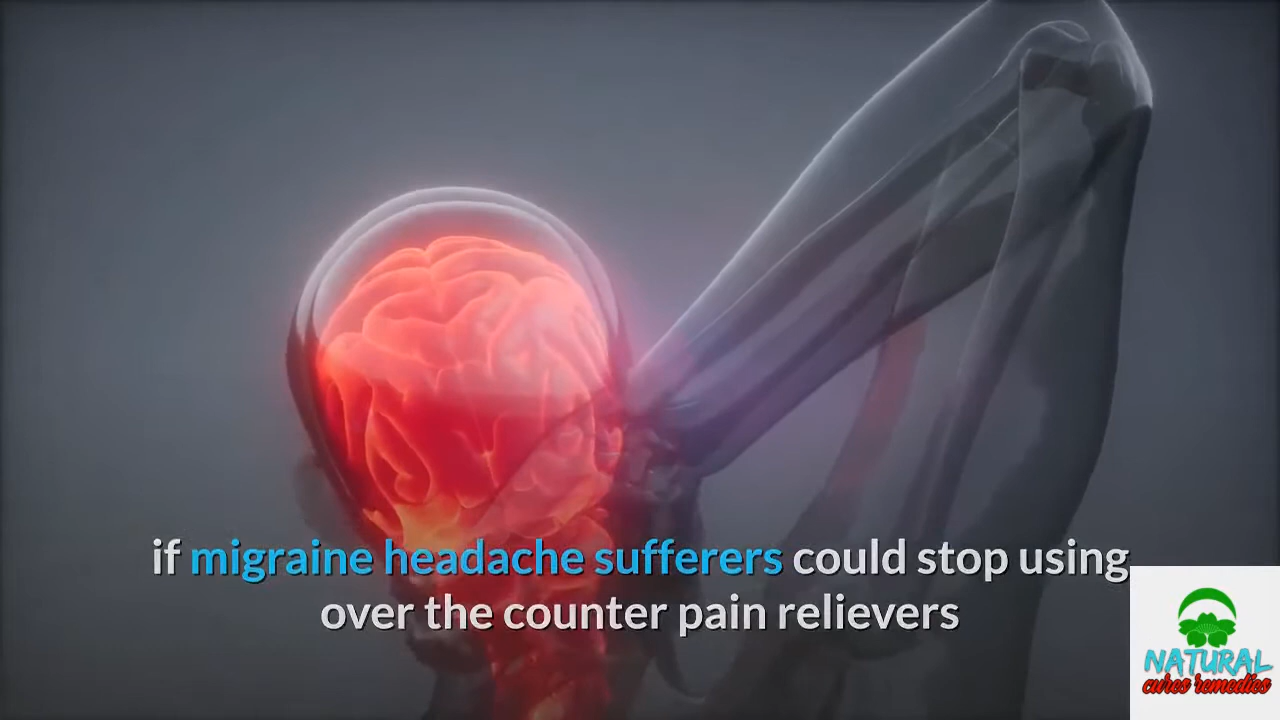 if migraine headache sufferers could stop using
over the counter pain relievers
NATURAL
cures remedies